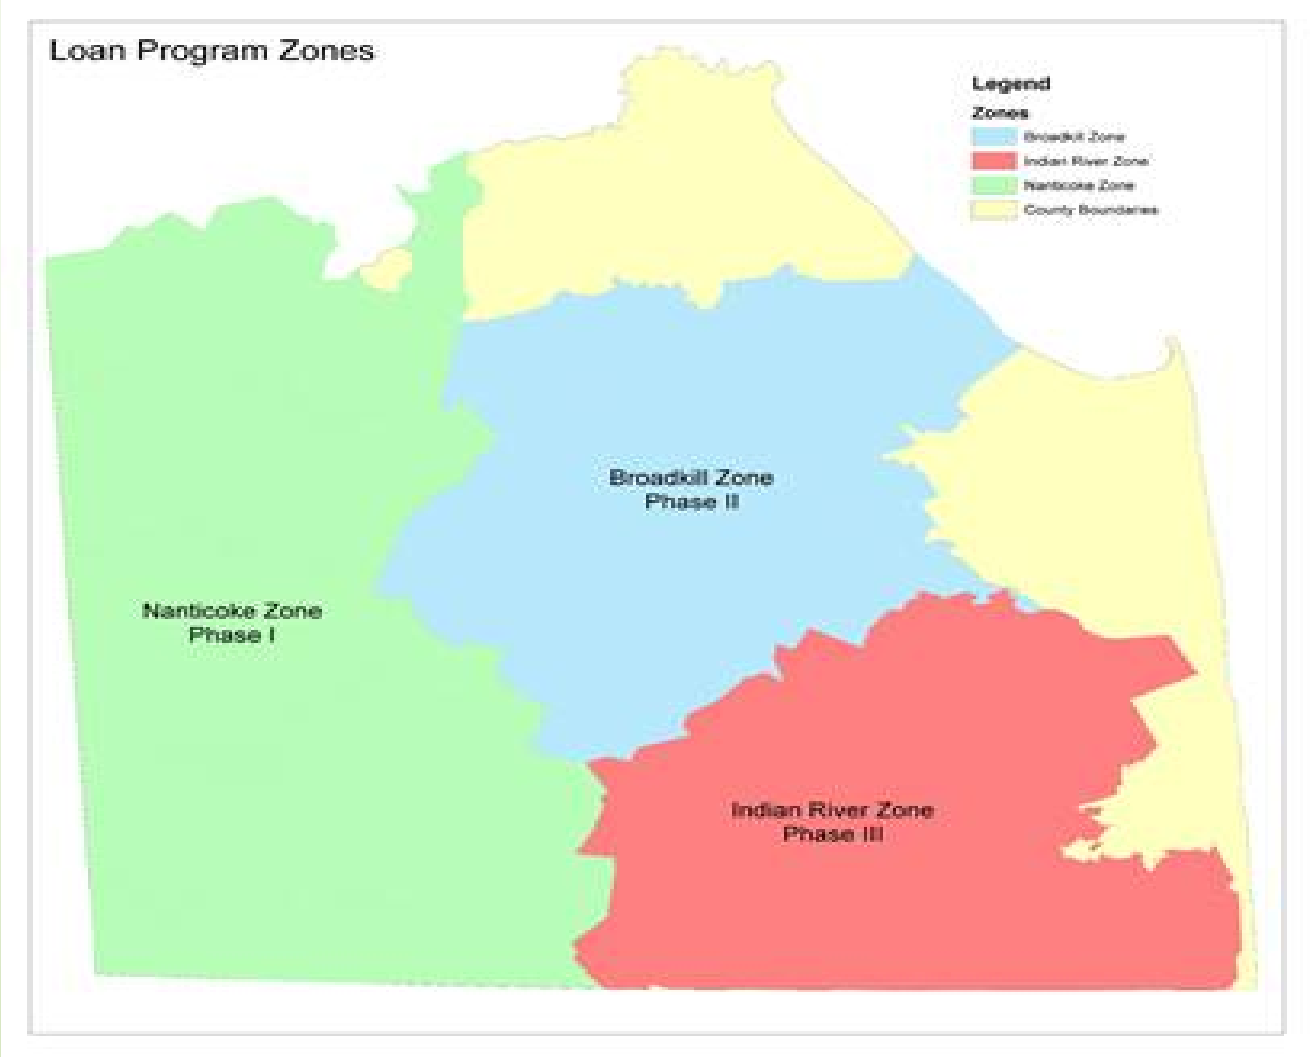 Loan Program Zones
Legend
Zones
Broadkill Zone
Indian River Zone
Nanticoke Zone
County Boundaries
Broadkill Zone
Phase II
Nanticoke Zone
Phase I
Indian River Zone
Phase III